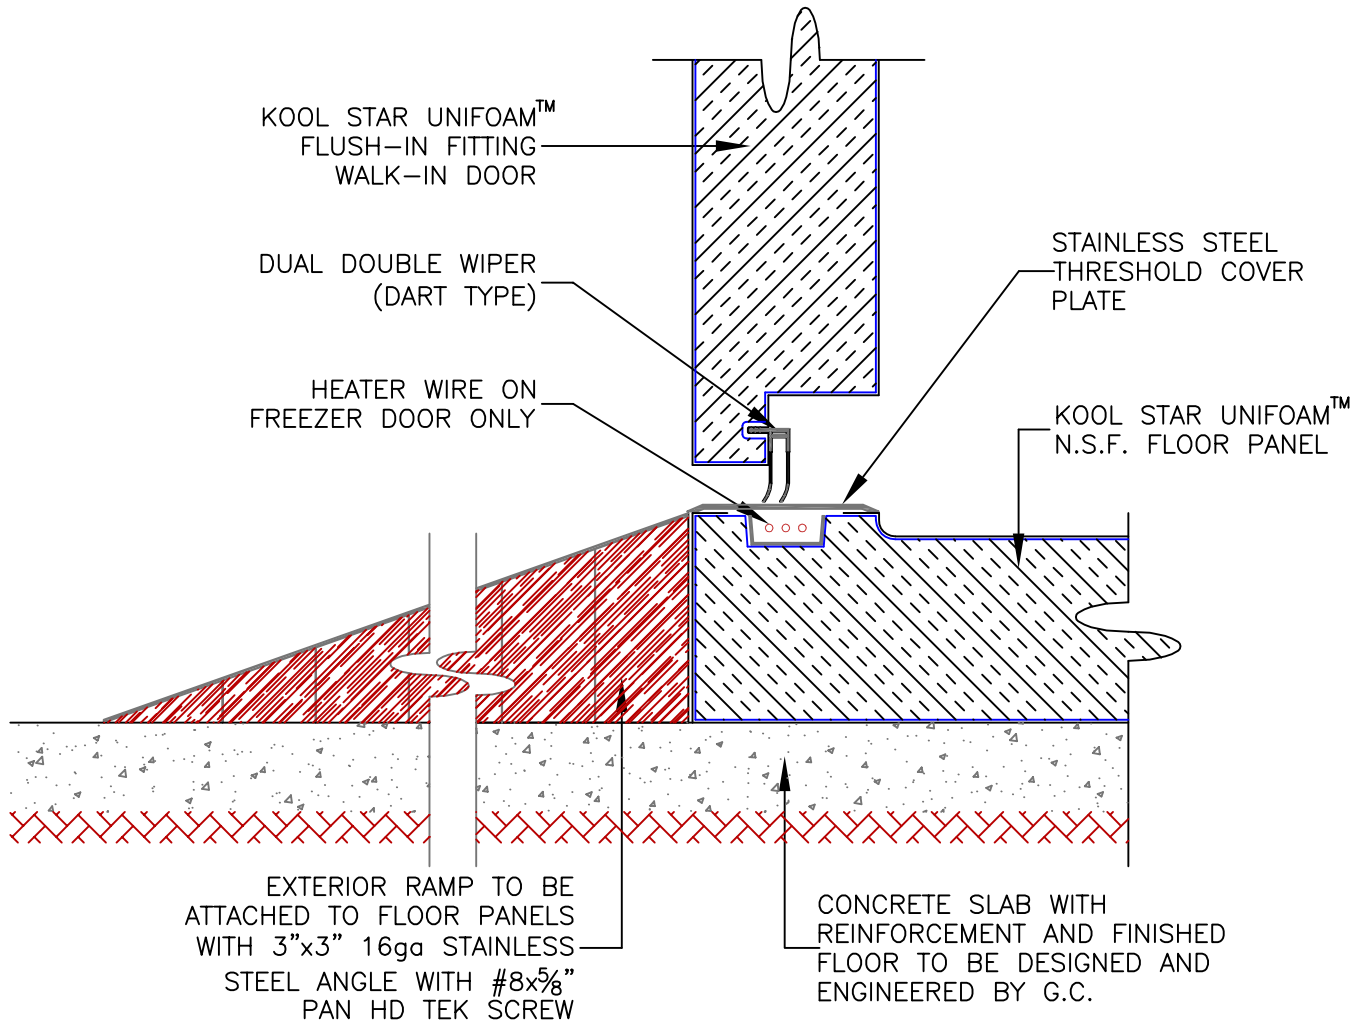 KOOL STAR UNIFOAM™
FLUSH-IN FITTING
WALK-IN DOOR
DUAL DOUBLE WIPER
(DART TYPE)
HEATER WIRE ON
FREEZER DOOR ONLY
STAINLESS STEEL
THRESHOLD COVER
PLATE
KOOL STAR UNIFOAM™
N.S.F. FLOOR PANEL
EXTERIOR RAMP TO BE
ATTACHED TO FLOOR PANELS
WITH 3"x3" 16ga STAINLESS
STEEL ANGLE WITH #8x⅝"
PAN HD TEK SCREW
CONCRETE SLAB WITH
REINFORCEMENT AND FINISHED
FLOOR TO BE DESIGNED AND
ENGINEERED BY G.C.